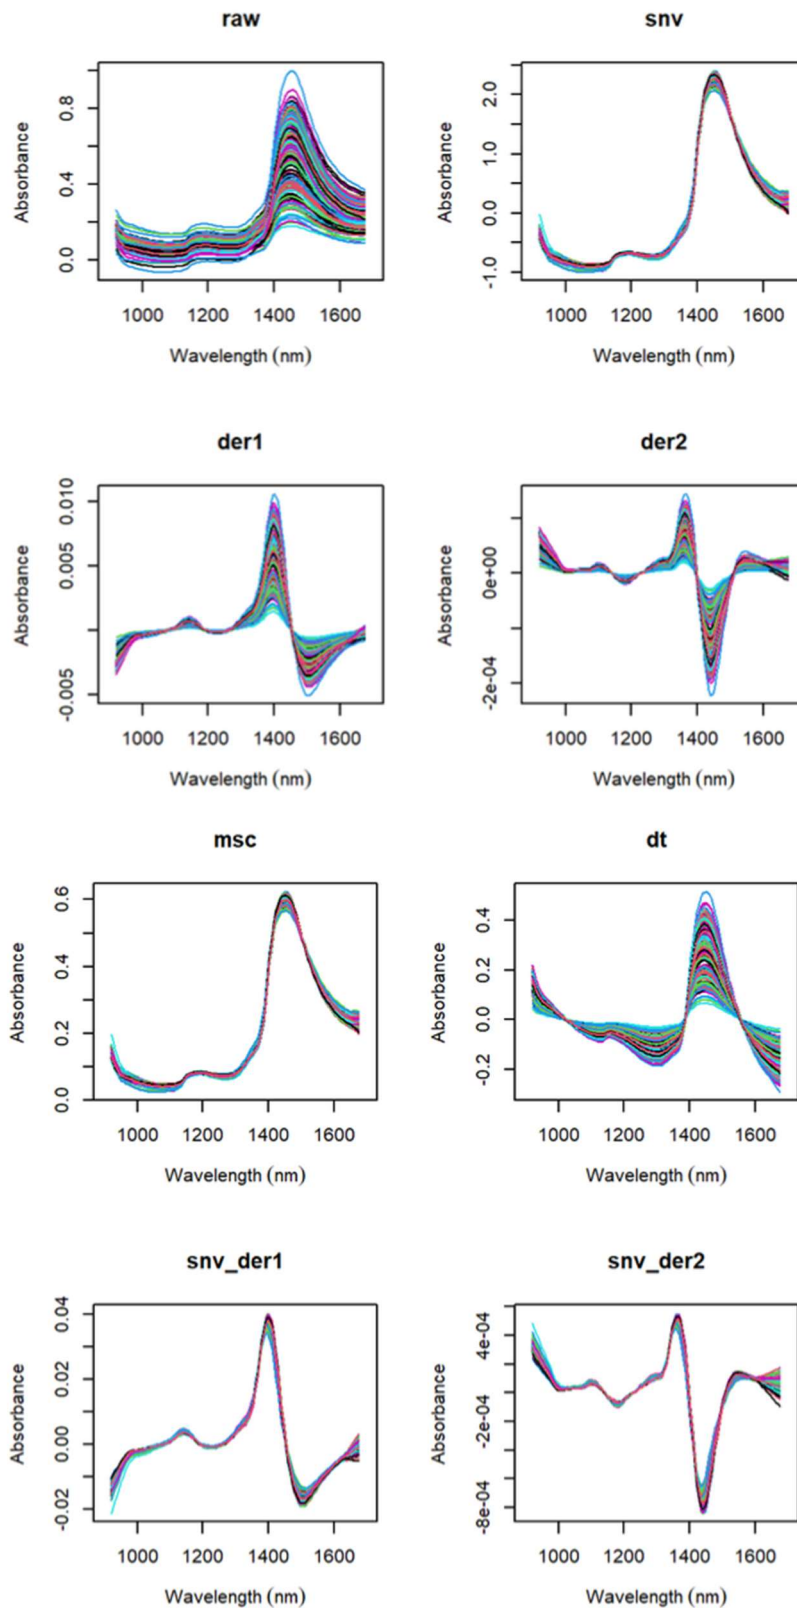 raw
Absorbance
0.0 0.4 0.8
1000 1200 1400 1600
Wavelength (nm)
snv
Absorbance
-1.0 0.0 1.0 2.0
1000 1200 1400 1600
Wavelength (nm)
der1
Absorbance
-0.005 0.005 0.010
1000 1200 1400 1600
Wavelength (nm)
der2
Absorbance
-2e-04 0e+00
1000 1200 1400 1600
Wavelength (nm)
msc
Absorbance
0.0 0.2 0.4 0.6
1000 1200 1400 1600
Wavelength (nm)
dt
Absorbance
-0.2 0.0 0.2 0.4
1000 1200 1400 1600
Wavelength (nm)
snv_der1
Absorbance
-0.02 0.00 0.02 0.04
1000 1200 1400 1600
Wavelength (nm)
snv_der2
Absorbance
-8e-04 -2e-04 4e-04
1000 1200 1400 1600
Wavelength (nm)